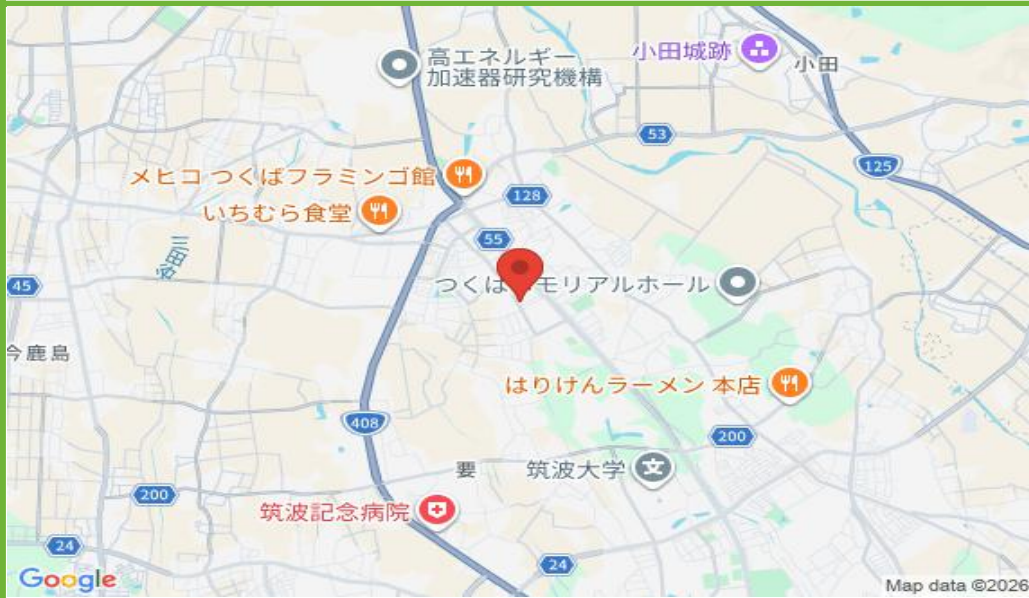 高エネルギー
加速器研究機構
小田城跡
小田
53
125
メヒコ つくばフラミンゴ館
128
いちむら食堂
55
谷田川
45
つくば
モリアルホール
今鹿島
はりけんラーメン 本店
408
200
要
筑波大学
200
筑波記念病院
24
24
Google
Map data ©2026